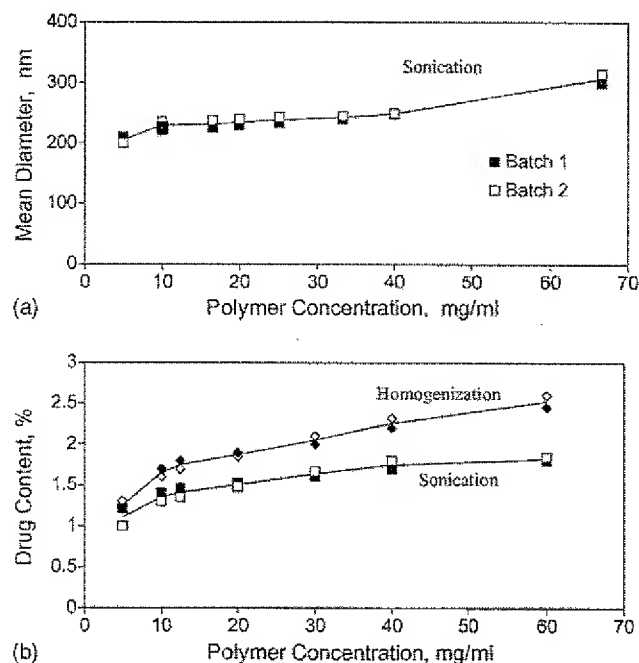 400
300
200
100
0
Mean Diameter, nm
Sonication
Batch 1
Batch 2
0 10 20 30 40 50 60 70
(a)
Polymer Concentration, mg/ml
3
2.5
2
1.5
1
0.5
0
Drug Content, %
Homogenization
Sonication
0 10 20 30 40 50 60 70
(b)
Polymer Concentration, mg/ml